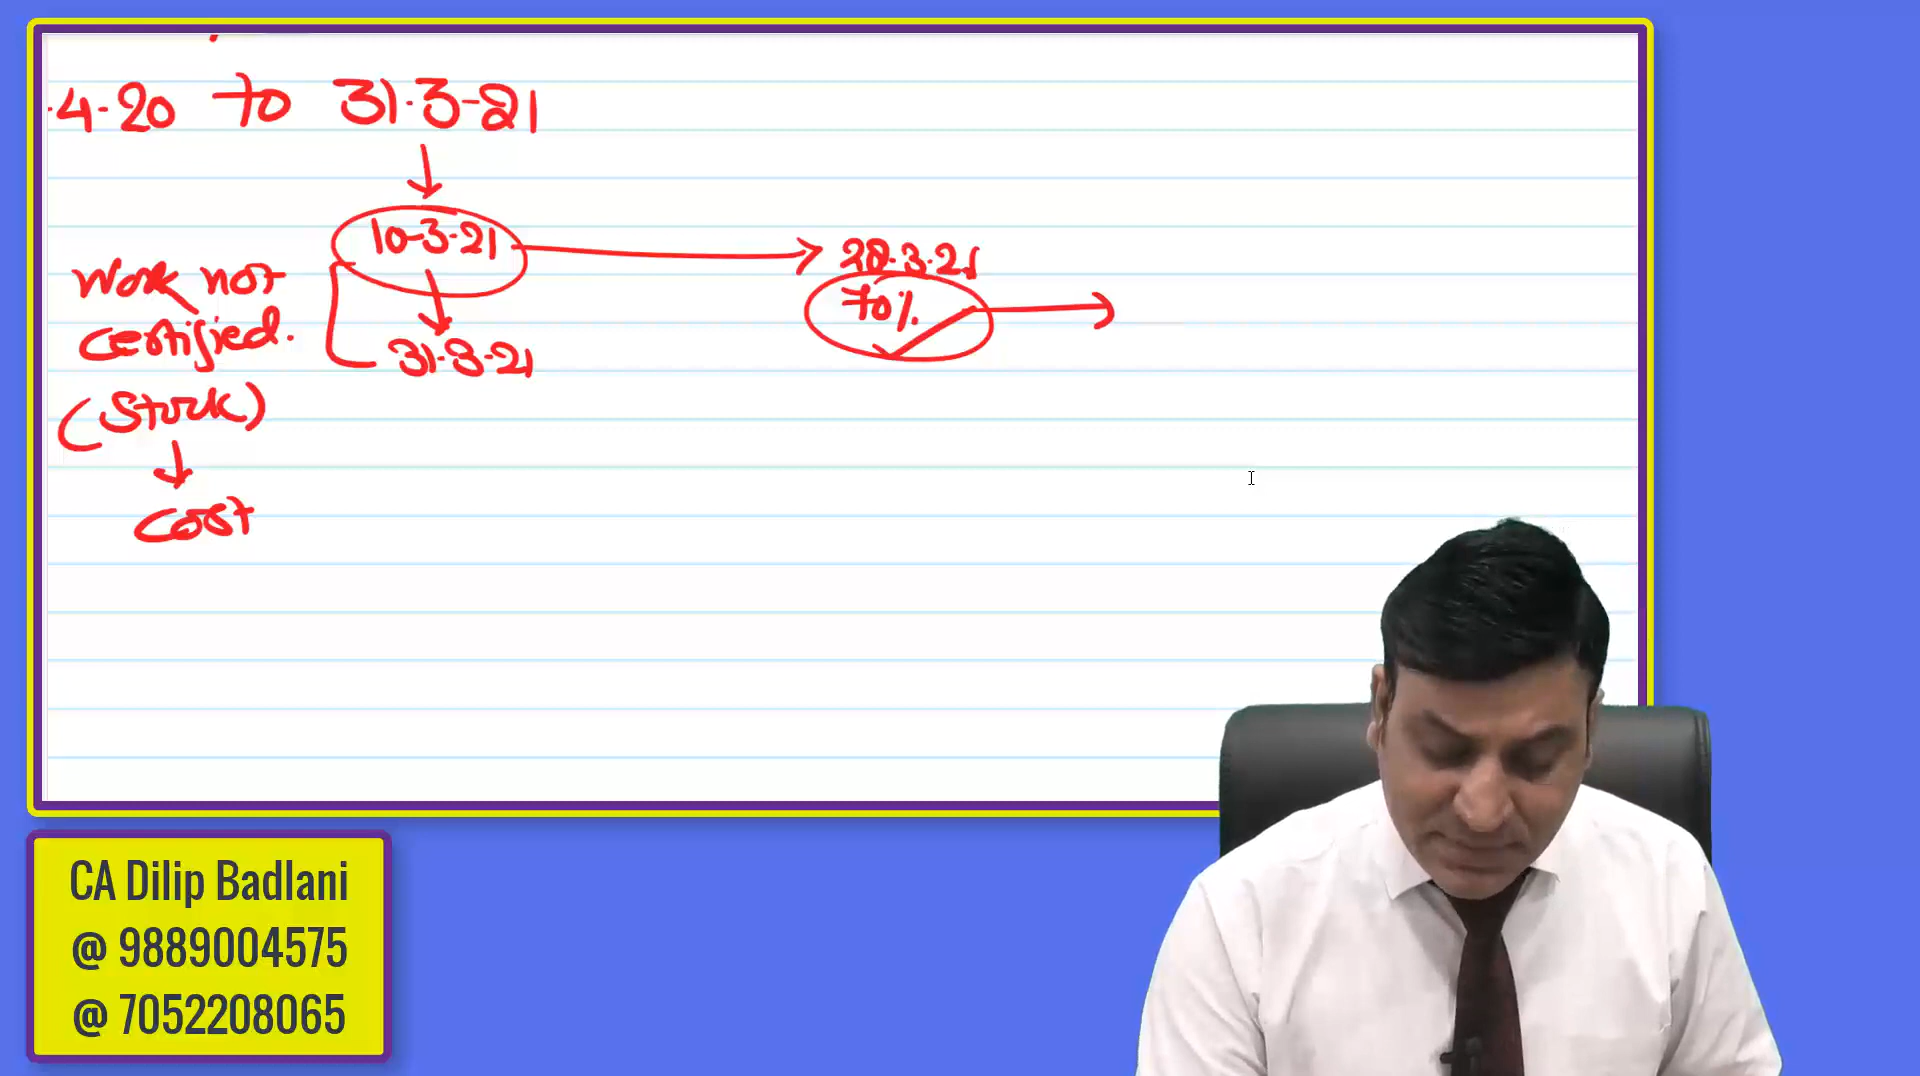 .4.20 to 31.3-21
10-3-21
28.3.21
Work not
certified.
70%
31.3.21
(Stock)
Cost
CA Dilip Badlani
@ 9889004575
@ 7052208065